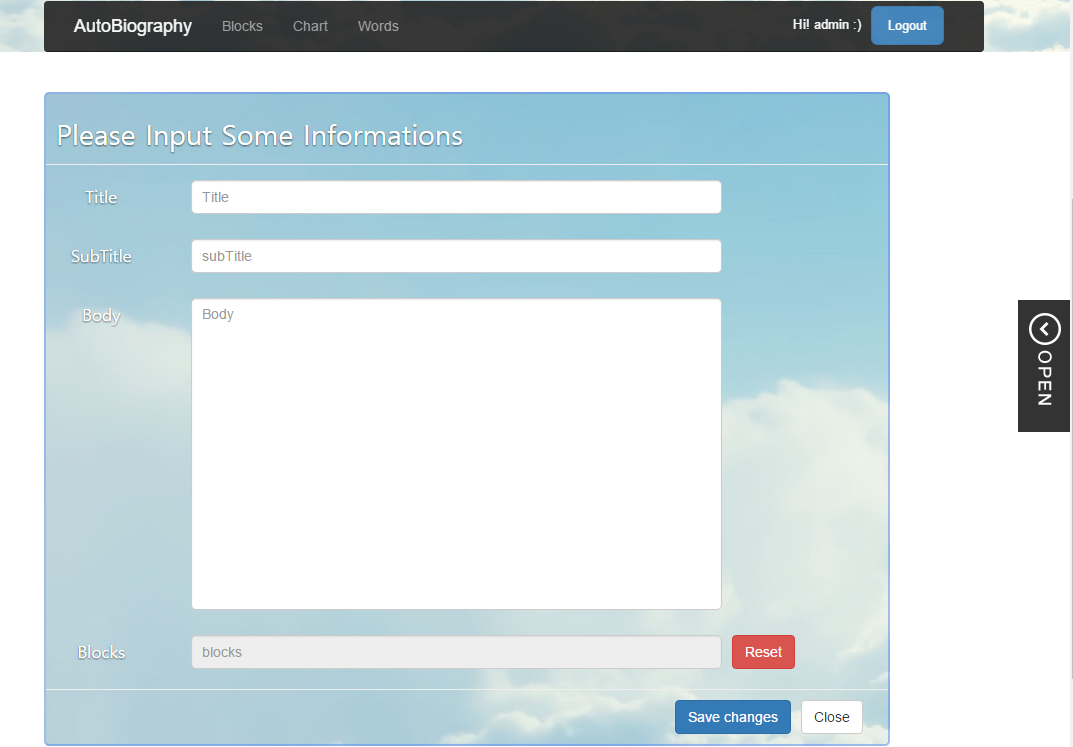 AutoBiography Blocks Chart Words Hi! admin :) Logout
Please Input Some Informations
Title Title
SubTitle subTitle
Body Body
OPEN
Blocks blocks Reset
Save changes Close